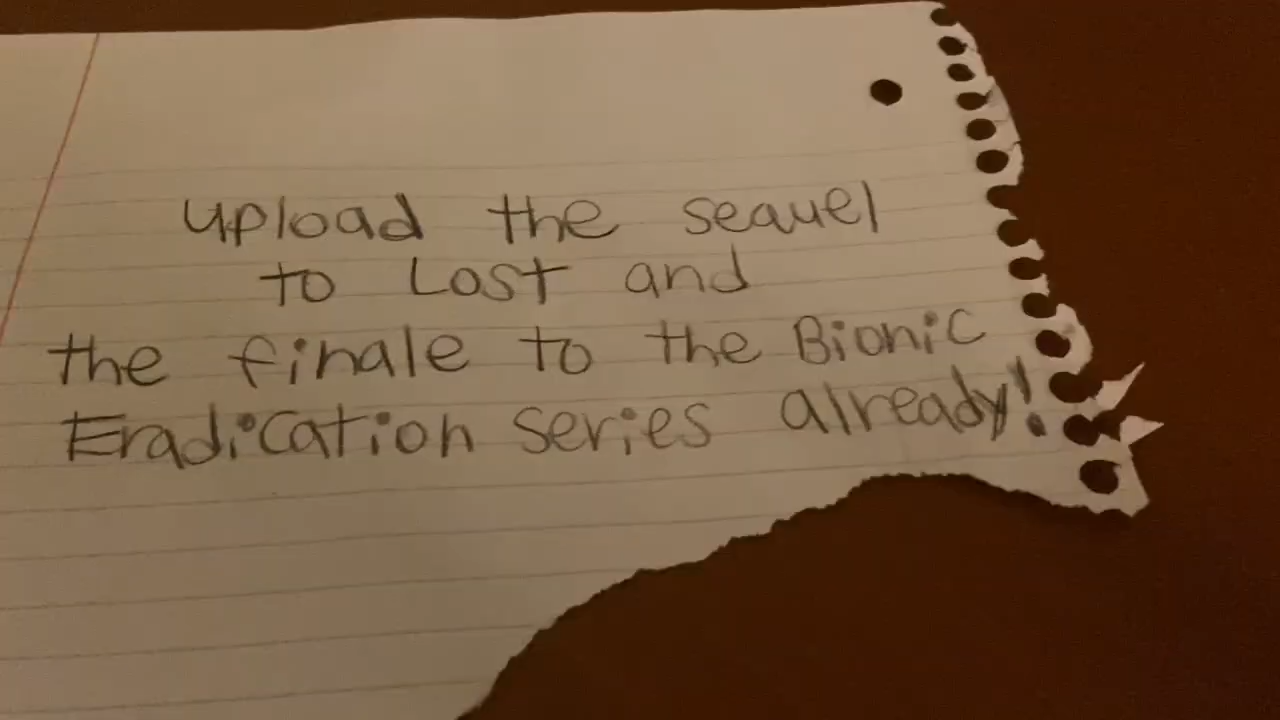 upload the sequel
to Lost and
the finale to the Bionic
Eradication series already!